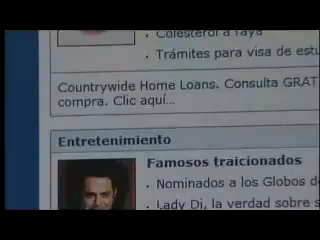 Colesterol a raya
Trámites para visa de estu
Countrywide Home Loans. Consulta GRAT
compra. Clic aquí...
Entretenimiento
Famosos traicionados
Nominados a los Globos d
Lady Di, la verdad sobre s